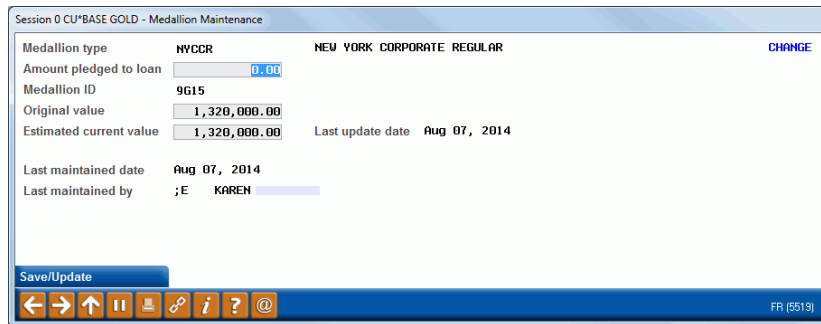 Session 0 CU*BASE GOLD - Medallion Maintenance
Medallion type NYCCR NEW YORK CORPORATE REGULAR CHANGE
Amount pledged to loan 0.00
Medallion ID 9G15
Original value 1,320,000.00
Estimated current value 1,320,000.00 Last update date Aug 07, 2014
Last maintained date Aug 07, 2014
Last maintained by ;E KAREN
Save/Update
FR (5519)